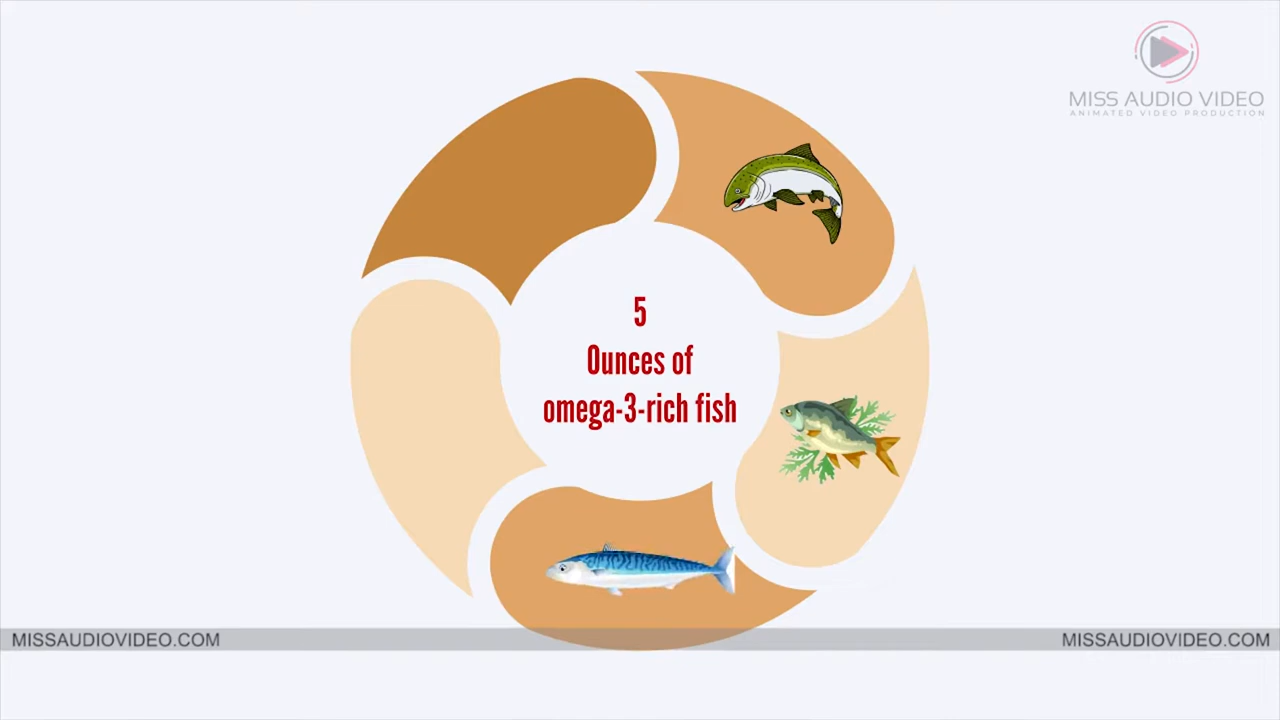 MISS AUDIO VIDEO
ANIMATED VIDEO PRODUCTION
5
Ounces of
omega-3-rich fish
MISSAUDIOVIDEO.COM
MISSAUDIOVIDEO.COM